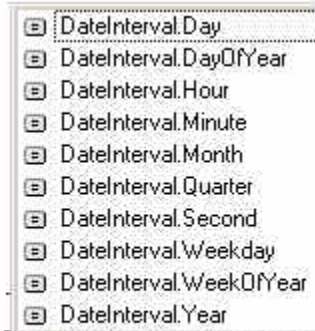 DateInterval.Day
DateInterval.DayOfYear
DateInterval.Hour
DateInterval.Minute
DateInterval.Month
DateInterval.Quarter
DateInterval.Second
DateInterval.Weekday
DateInterval.WeekOfYear
DateInterval.Year